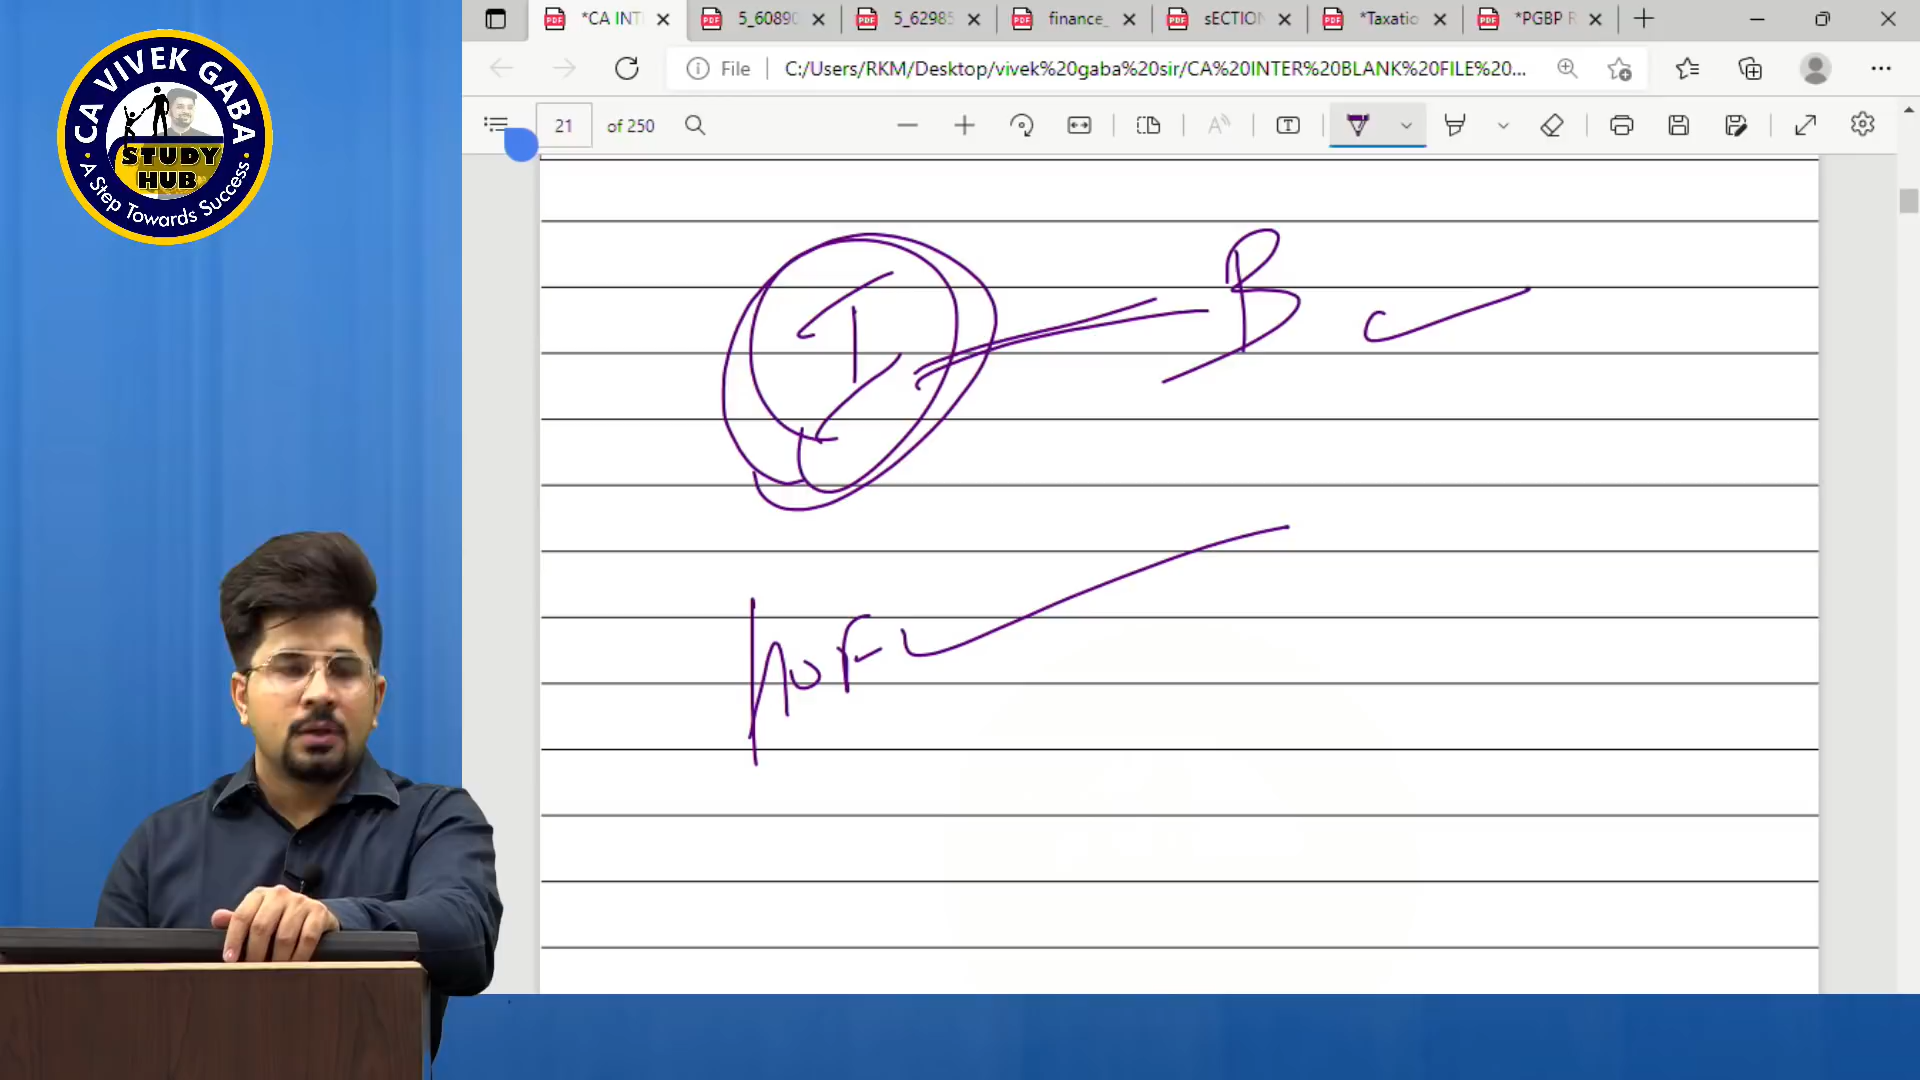 CA VIVEK GABA
STUDY
HUB
A Step Towards Success
*CA INT
5_60890
5_62985
finance_
sECTION
*Taxatio
*PGBP R
File
C:/Users/RKM/Desktop/vivek%20gaba%20sir/CA%20INTER%20BLANK%20FILE%20...
21 of 250
I B
HUF